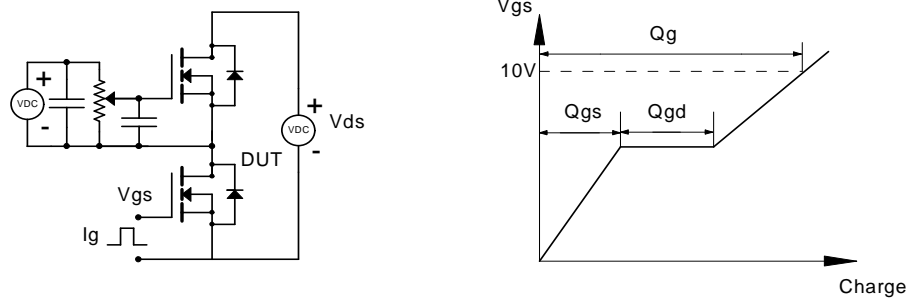 +
VDC
-
+
VDC
-
Vds
DUT
Vgs
Ig
Vgs
Qg
10V
Qgs
Qgd
Charge